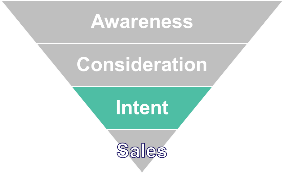 Awareness
Consideration
Intent
Sales